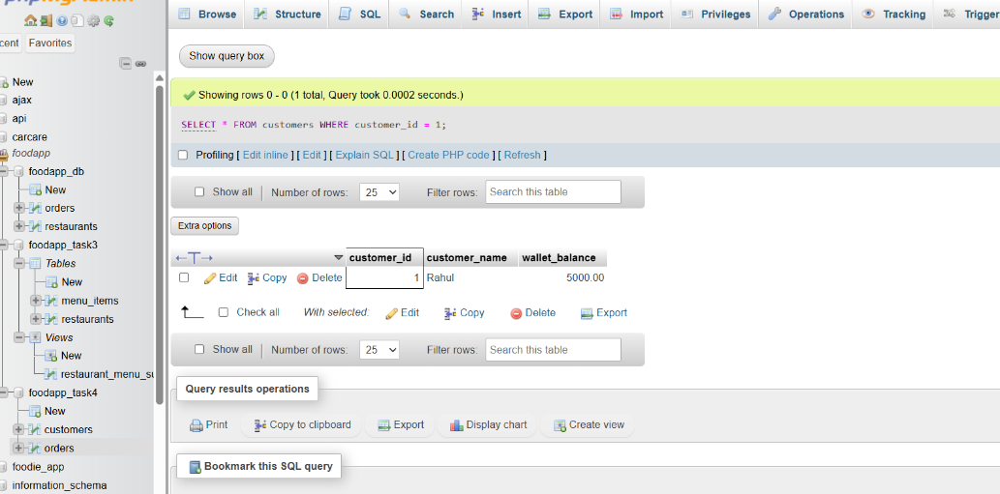 Browse Structure SQL Search Insert Export Import Privileges Operations Tracking Trigger
cent Favorites
New
ajax
api
carcare
foodapp
foodapp_db
New
orders
restaurants
foodapp_task3
Tables
New
menu_items
restaurants
Views
New
restaurant_menu_su
foodapp_task4
New
customers
orders
foodie_app
information_schema
Show query box
Showing rows 0 - 0 (1 total, Query took 0.0002 seconds.)
SELECT * FROM customers WHERE customer_id = 1;
Profiling [ Edit inline ] [ Edit ] [ Explain SQL ] [ Create PHP code ] [ Refresh ]
Show all Number of rows: 25 Filter rows: Search this table
Extra options
←T→ customer_id customer_name wallet_balance
Edit Copy Delete 1 Rahul 5000.00
Check all With selected: Edit Copy Delete Export
Show all Number of rows: 25 Filter rows: Search this table
Query results operations
Print Copy to clipboard Export Display chart Create view
Bookmark this SQL query